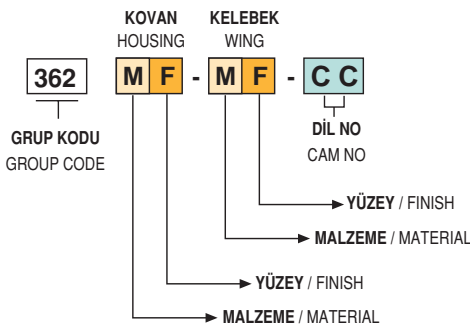 KOVAN KELEBEK
HOUSING WING
362 M F - M F - C C
GRUP KODU
GROUP CODE
DİL NO
CAM NO
YÜZEY / FINISH
MALZEME / MATERIAL
YÜZEY / FINISH
MALZEME / MATERIAL